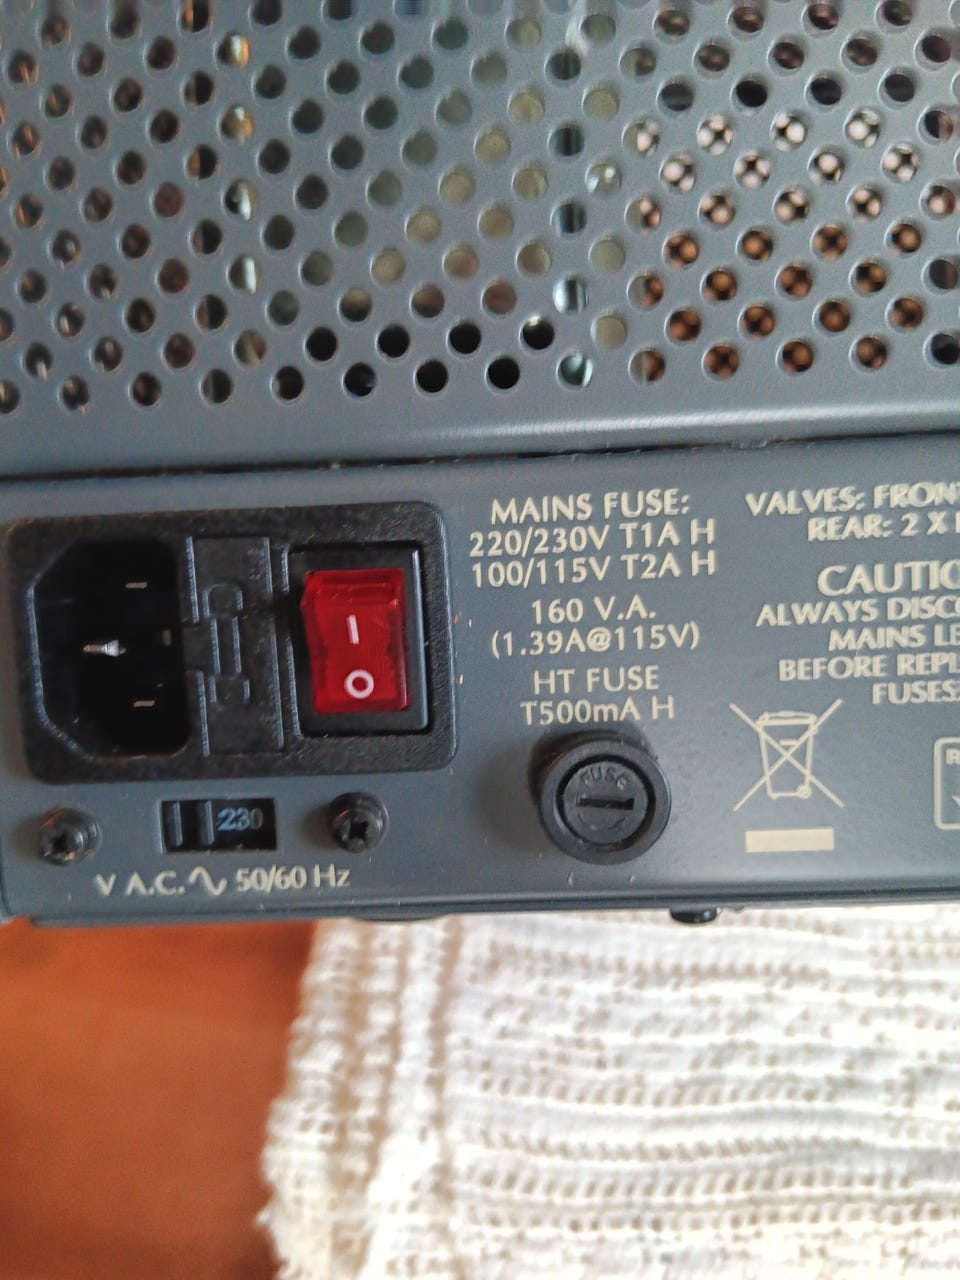 MAINS FUSE:
220/230V T1A H
100/115V T2A H
160 V.A.
(1.39A@115V)
HT FUSE
T500mA H
FUSE
VALVES: FRON
REAR: 2 X
CAUTIO
ALWAYS DISCO
MAINS LE
BEFORE REPL
FUSES
I
O
230
V A.C. 50/60 Hz
R